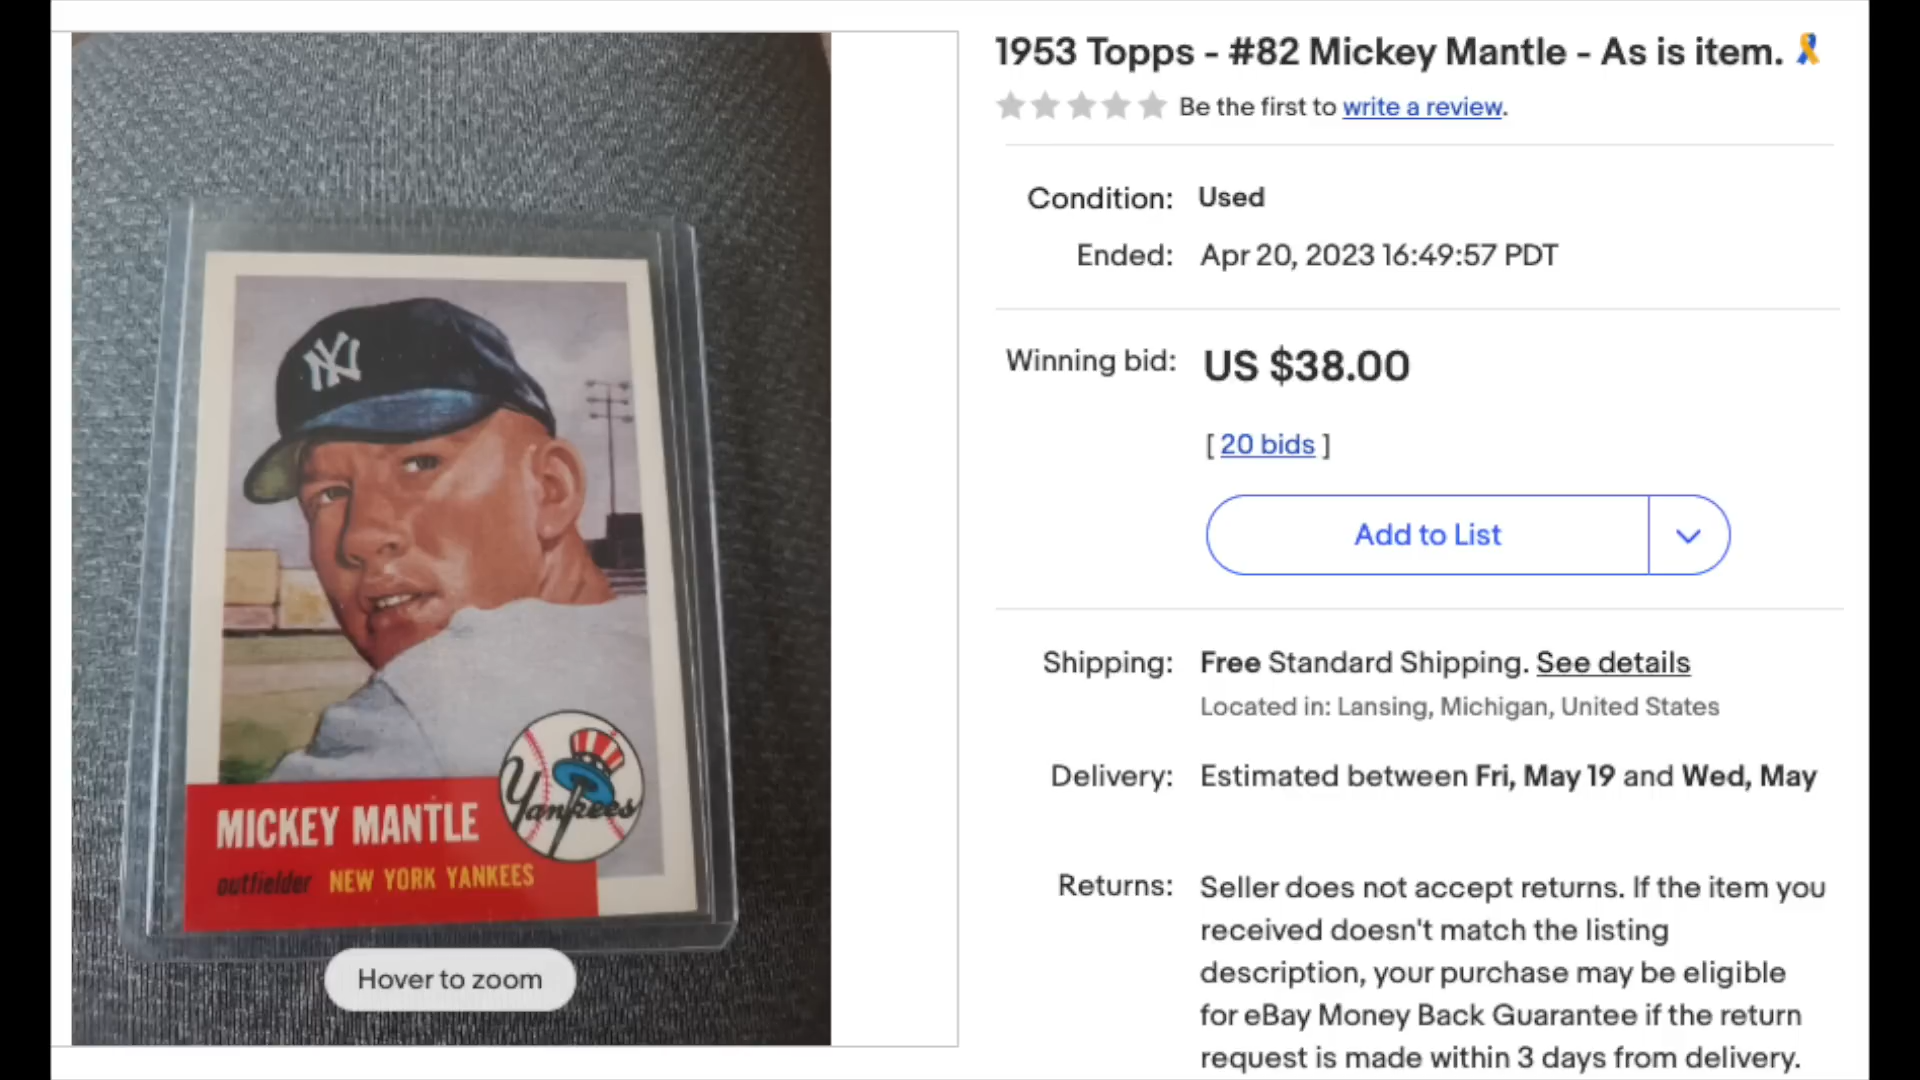 1953 Topps - #82 Mickey Mantle - As is item.
Be the first to write a review.
Condition: Used
Ended: Apr 20, 2023 16:49:57 PDT
Winning bid: US $38.00
[ 20 bids ]
Add to List
Shipping: Free Standard Shipping. See details
Located in: Lansing, Michigan, United States
Delivery: Estimated between Fri, May 19 and Wed, May
Returns: Seller does not accept returns. If the item you
received doesn't match the listing
description, your purchase may be eligible
for eBay Money Back Guarantee if the return
request is made within 3 days from delivery.
NY
Yankees
MICKEY MANTLE
outfielder NEW YORK YANKEES
Hover to zoom